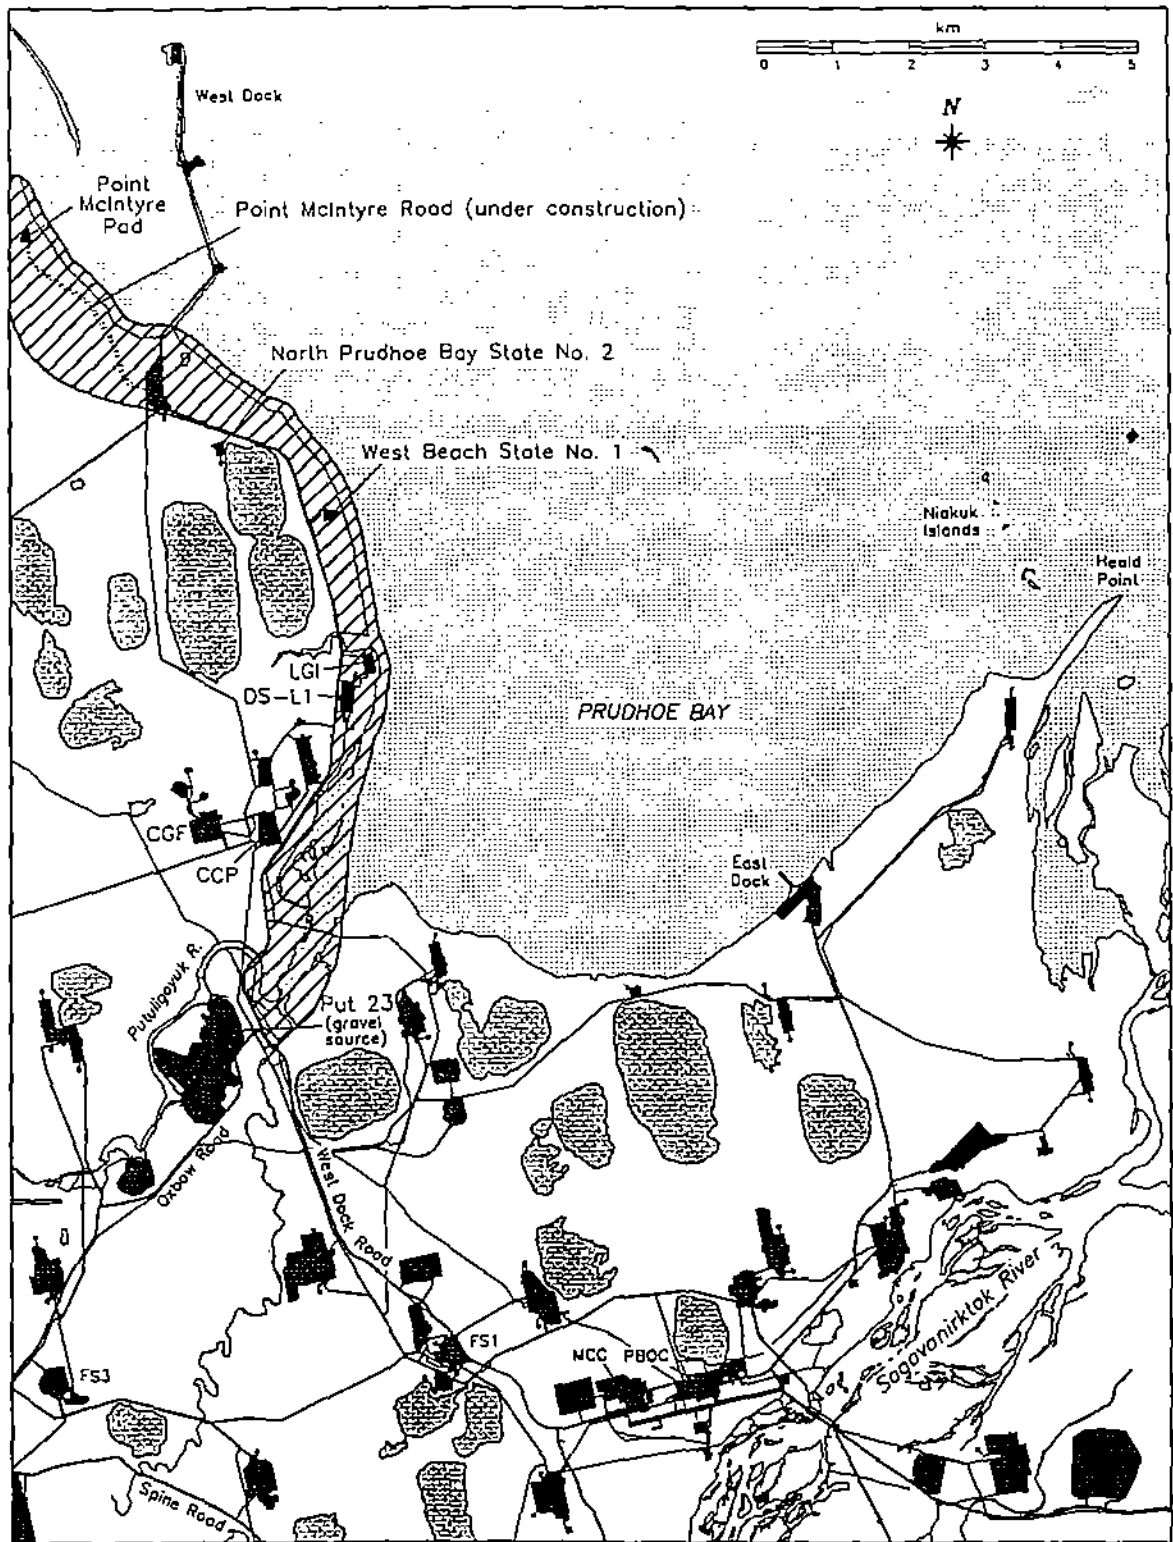 km
0 1 2 3 4 5
N
West Dock
Point
McIntyre
Pad
Point McIntyre Road (under construction)
North Prudhoe Bay State No. 2
West Beach State No. 1
Niakuk
Islands
Heald
Point
LGI
DS-L1
PRUDHOE BAY
CGF
CCP
East
Dock
Putuligayuk R.
Put 23
(gravel
source)
Oxbow Road
West Dock Road
Sagavanirktok River
FS1
NCC PBOC
FS3
Spine Road